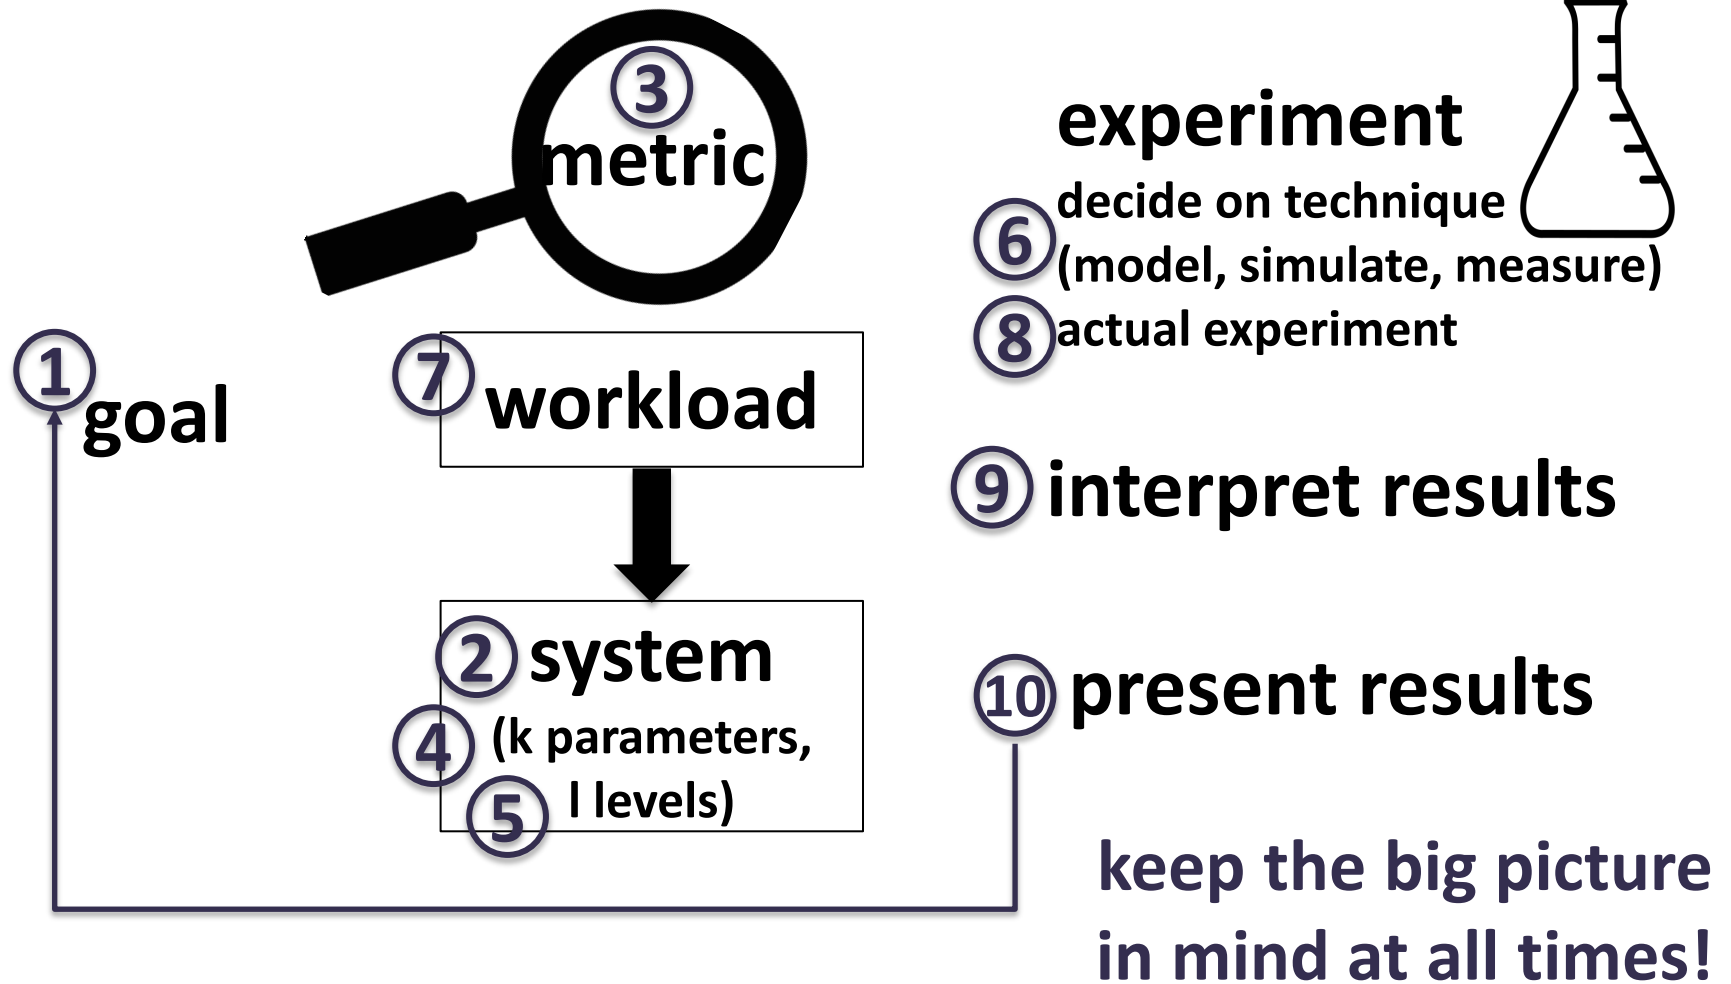 3
metric
experiment
decide on technique
6
(model, simulate, measure)
8 actual experiment
1
goal
7
workload
9 interpret results
2 system
4 (k parameters,
5 l levels)
10 present results
keep the big picture
in mind at all times!